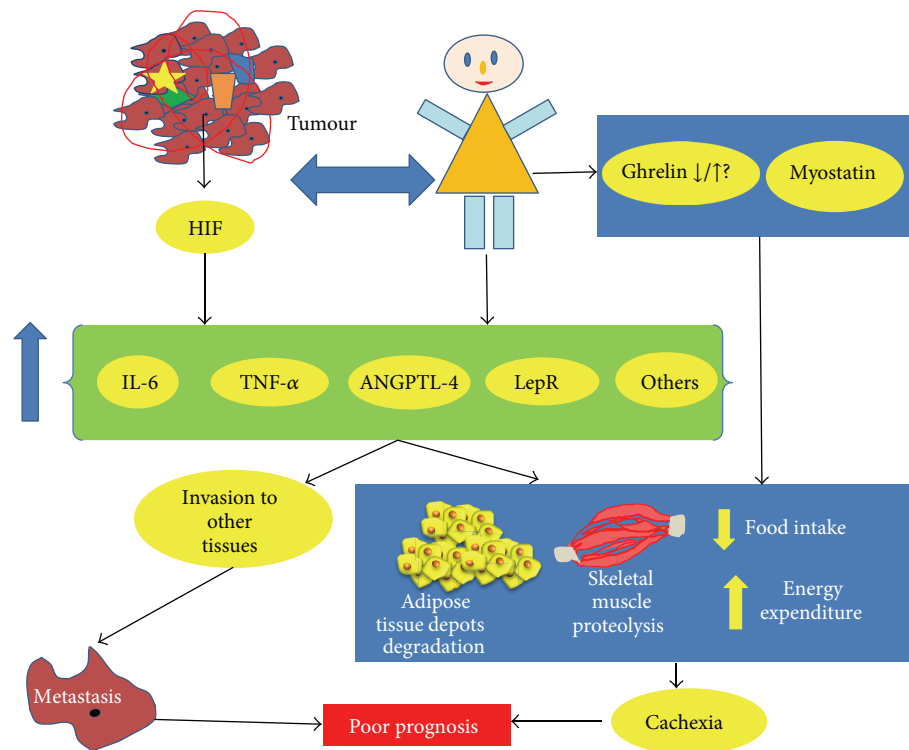 Tumour
Ghrelin ↓/↑?
Myostatin
HIF
IL-6
TNF-α
ANGPTL-4
LepR
Others
Invasion to
other
tissues
Adipose
tissue depots
degradation
Skeletal
muscle
proteolysis
Food intake
Energy
expenditure
Metastasis
Poor prognosis
Cachexia